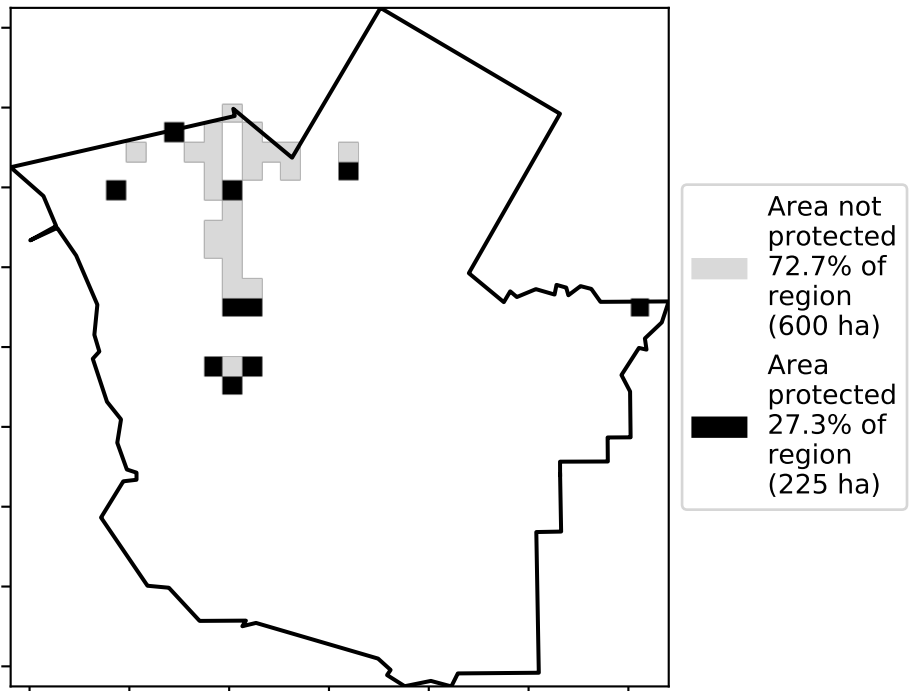 Area not
protected
72.7% of
region
(600 ha)
Area
protected
27.3% of
region
(225 ha)